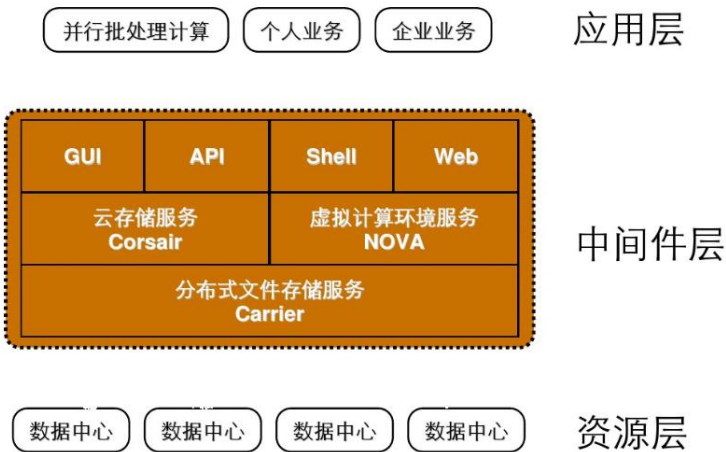 并行批处理计算 个人业务 企业业务 应用层
GUI API Shell Web
云存储服务 虚拟计算环境服务
Corsair NOVA
中间件层
分布式文件存储服务
Carrier
数据中心 数据中心 数据中心 数据中心 资源层